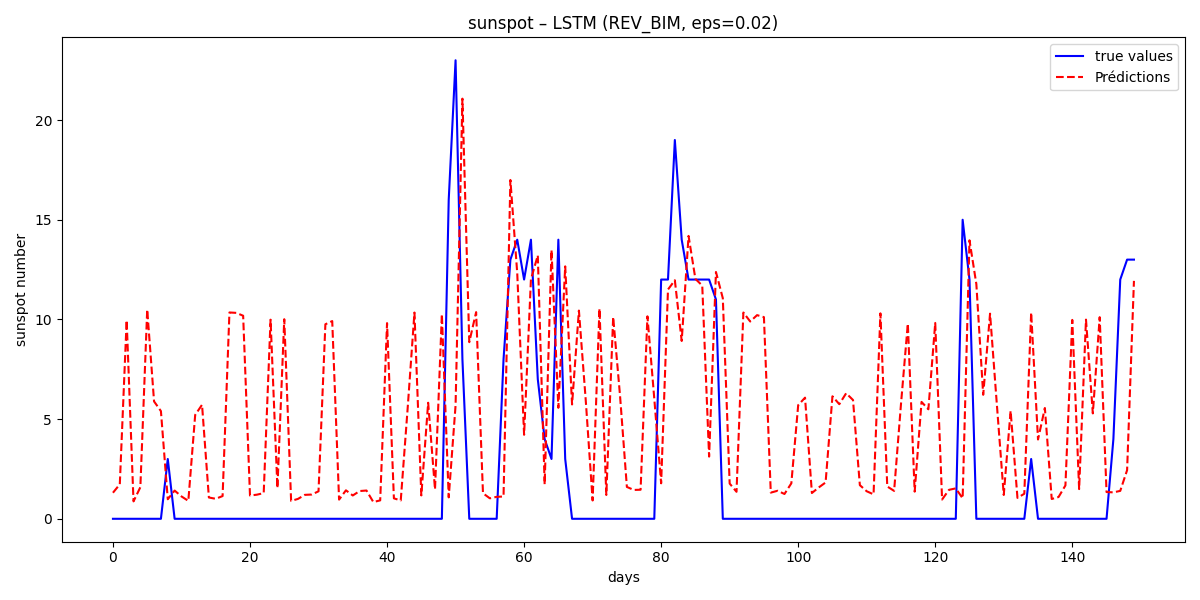 sunspot – LSTM (REV_BIM, eps=0.02)
true values
Prédictions
sunspot number
20
15
10
5
0
0 20 40 60 80 100 120 140
days